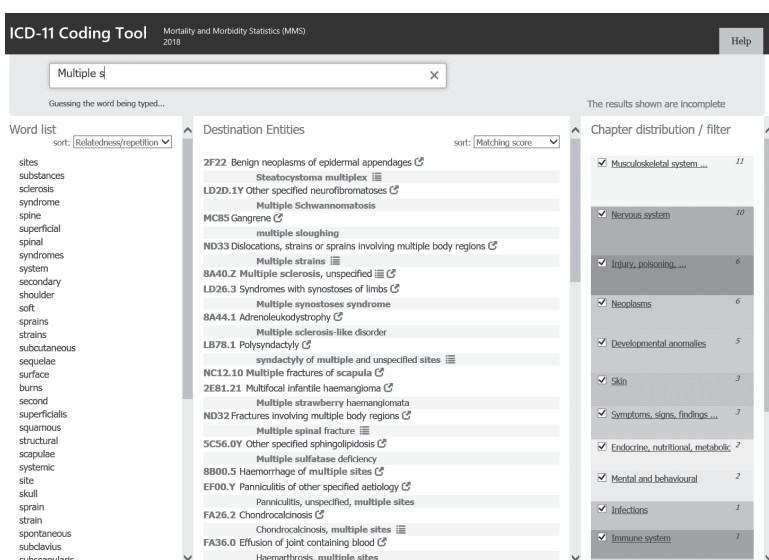 ICD-11 Coding Tool
Mortality and Morbidity Statistics (MMS)
2018
Help
Multiple s
Guessing the word being typed...
The results shown are incomplete
Word list
sort: Relatedness/repetition
sites
substances
sclerosis
syndrome
spine
superficial
spinal
syndromes
system
secondary
shoulder
soft
sprains
strains
subcutaneous
sequelae
surface
burns
second
superficialis
squamous
structural
scapulae
systemic
site
skull
sprain
strain
spontaneous
subclavius
subscapularis
Destination Entities
sort: Matching score
2F22 Benign neoplasms of epidermal appendages
Steatocystoma multiplex
LD2D.1Y Other specified neurofibromatoses
Multiple Schwannomatosis
MC85 Gangrene
multiple sloughing
ND33 Dislocations, strains or sprains involving multiple body regions
Multiple strains
8A40.Z Multiple sclerosis, unspecified
LD26.3 Syndromes with synostoses of limbs
Multiple synostoses syndrome
8A44.1 Adrenoleukodystrophy
Multiple sclerosis-like disorder
LB78.1 Polysyndactyly
syndactyly of multiple and unspecified sites
NC12.10 Multiple fractures of scapula
2E81.21 Multifocal infantile haemangioma
Multiple strawberry haemangiomata
ND32 Fractures involving multiple body regions
Multiple spinal fracture
5C56.0Y Other specified sphingolipidosis
Multiple sulfatase deficiency
8B00.5 Haemorrhage of multiple sites
EF00.Y Panniculitis of other specified aetiology
Panniculitis, unspecified, multiple sites
FA26.2 Chondrocalcinosis
Chondrocalcinosis, multiple sites
FA36.0 Effusion of joint containing blood
Haemarthrosis, multiple sites
Chapter distribution / filter
Musculoskeletal system ... 11
Nervous system 10
Injury, poisoning, ... 6
Neoplasms 6
Developmental anomalies 5
Skin 3
Symptoms, signs, findings ... 3
Endocrine, nutritional, metabolic 2
Mental and behavioural 2
Infections 1
Immune system 1